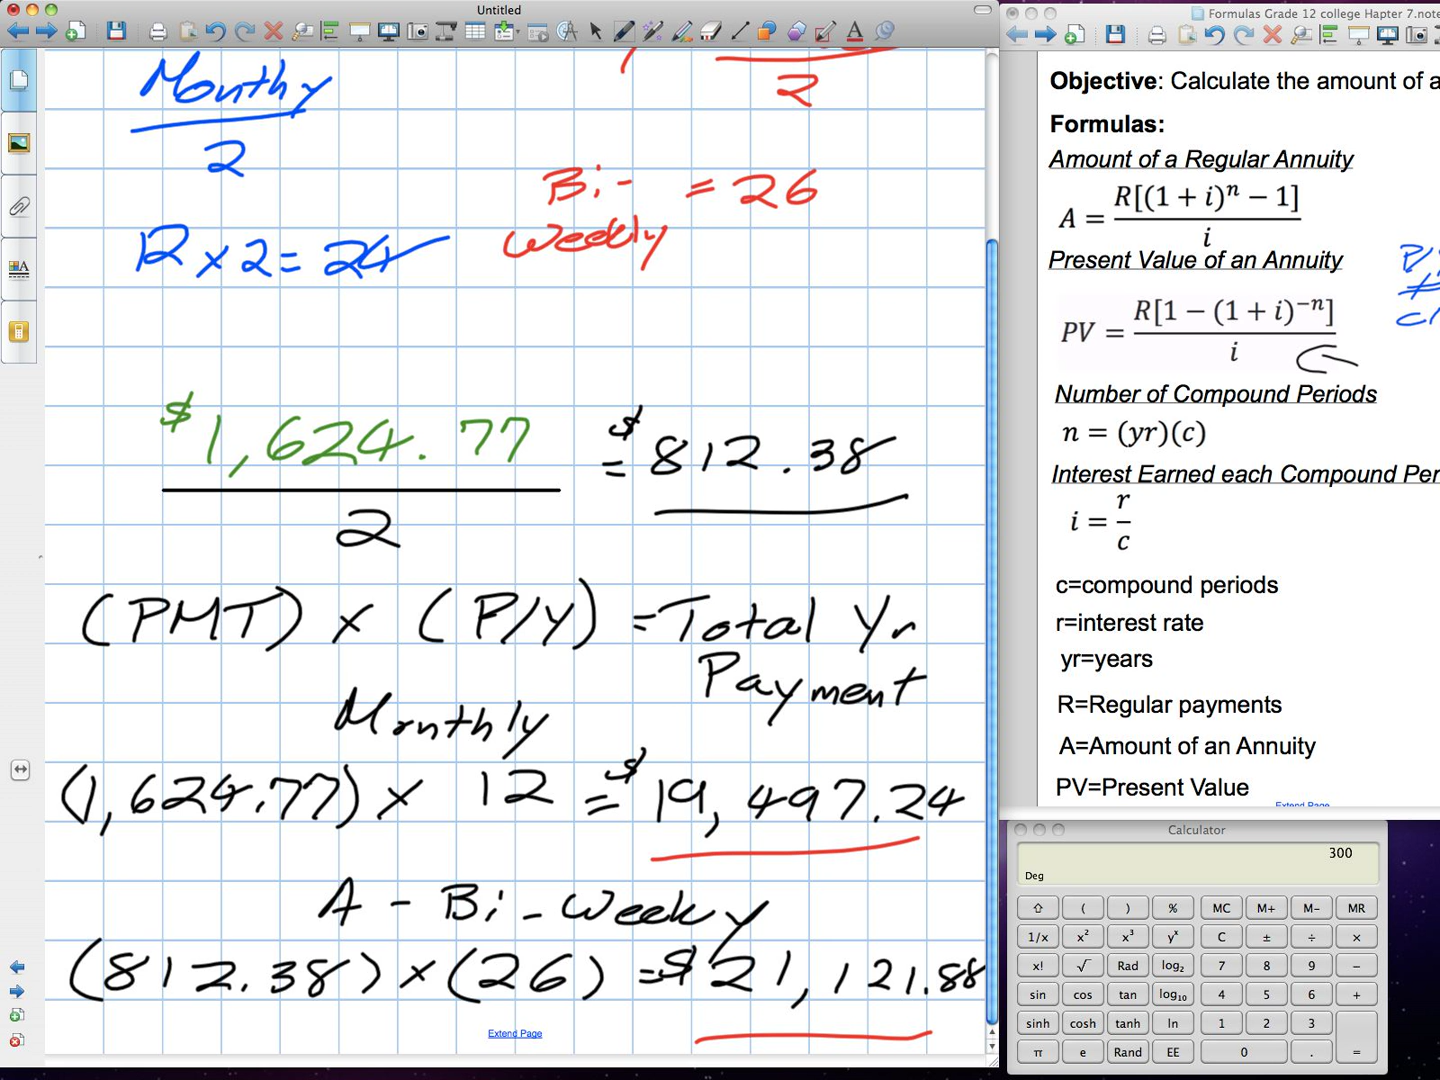 Untitled
Monthy
2
2
Bi- = 26
weekly
12 x 2 = 24
$1,624.77 = $812.38
2
(PMT) x (P/Y) = Total Yr
Payment
Monthly
(1,624.77) x 12 = $19,497.24
A - Bi - Weekly
(812.38) x (26) = $21,121.88
Extend Page
Formulas Grade 12 college Hapter 7.note
Objective: Calculate the amount of a
Formulas:
Amount of a Regular Annuity
A = R[(1 + i)ⁿ − 1]
i
Present Value of an Annuity
PV = R[1 − (1 + i)⁻ⁿ]
i
Number of Compound Periods
n = (yr)(c)
Interest Earned each Compound Per
i = r
c
c=compound periods
r=interest rate
yr=years
R=Regular payments
A=Amount of an Annuity
PV=Present Value
Extend Page
Calculator
300
Deg
( ) % MC M+ M− MR
1/x x² x³ yˣ C ± ÷ ×
x! √ Rad log₂ 7 8 9 −
sin cos tan log₁₀ 4 5 6 +
sinh cosh tanh ln 1 2 3
π e Rand EE 0 . =